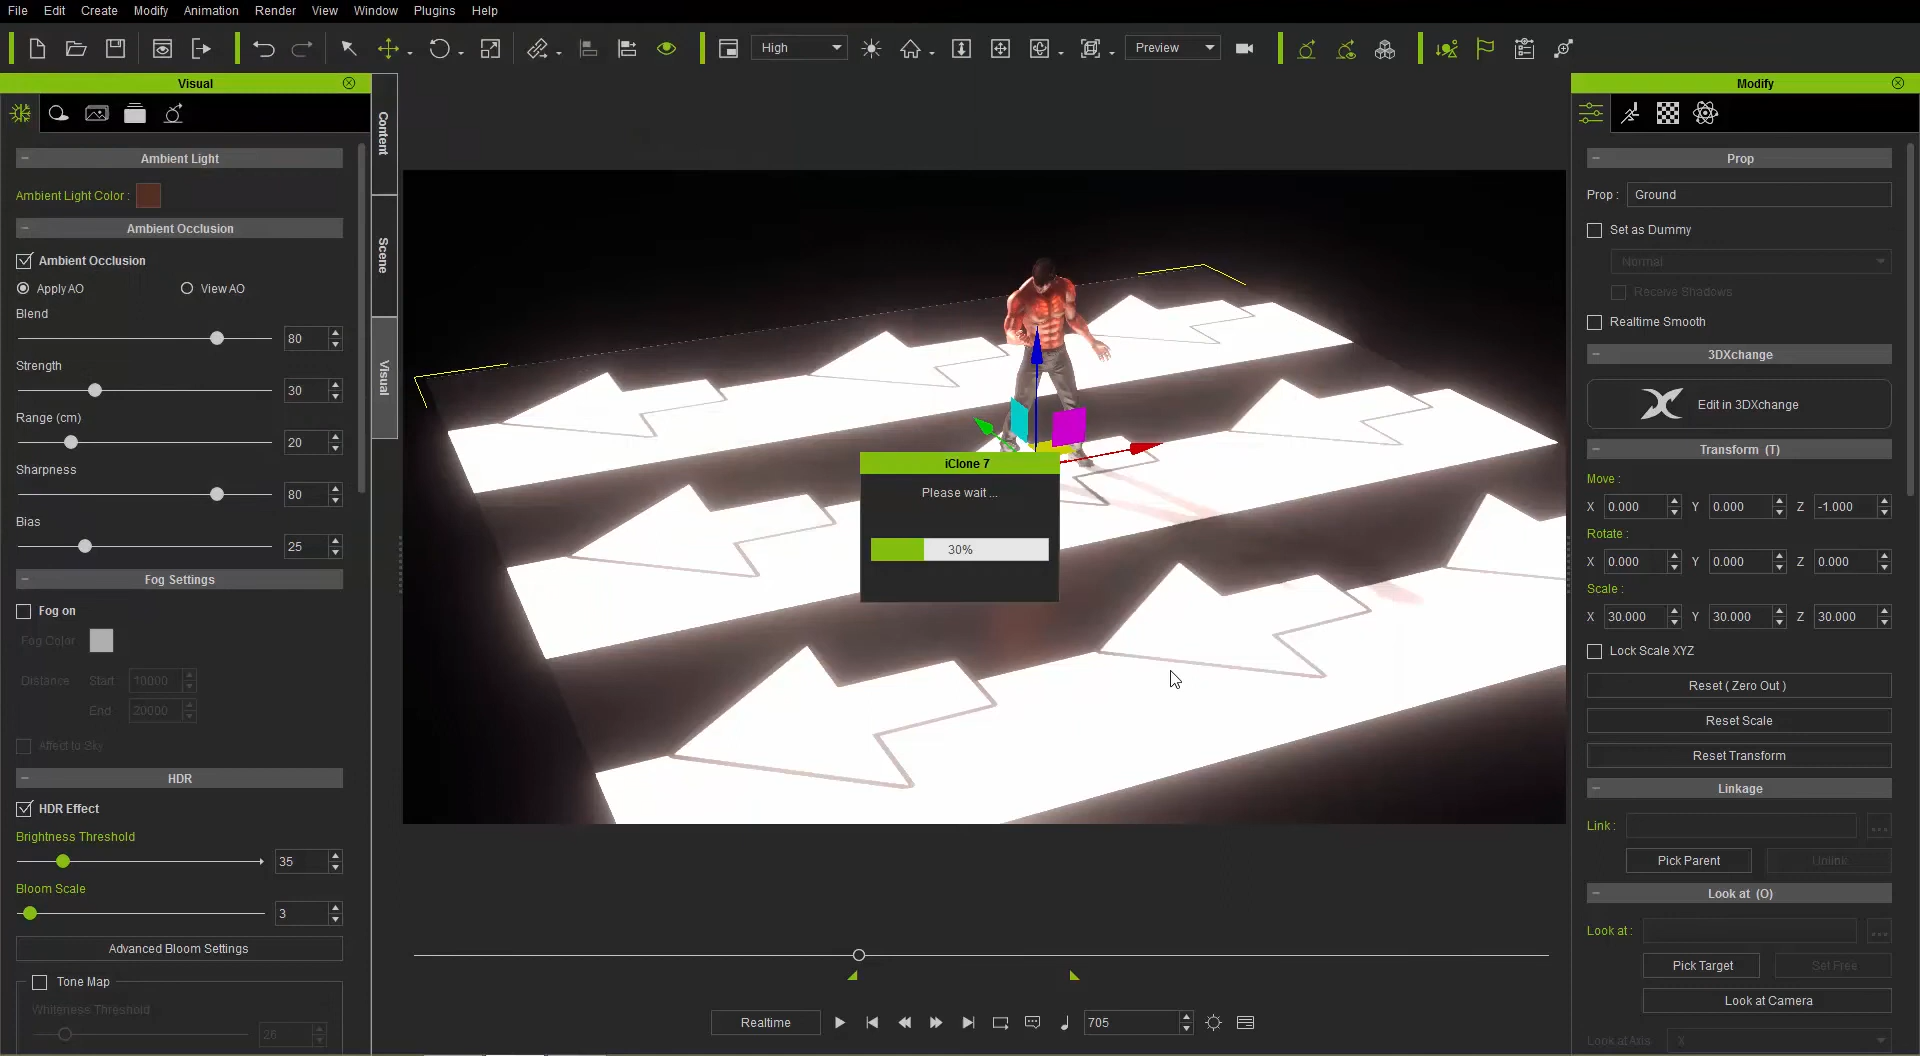 File Edit Create Modify Animation Render View Window Plugins Help
High
Preview
Visual
Ambient Light
Ambient Light Color :
Ambient Occlusion
Ambient Occlusion
Apply AO View AO
Blend
80
Strength
30
Range (cm)
20
Sharpness
80
Bias
25
Fog Settings
Fog on
Fog Color
Distance Start 10000
End 20000
Affect to Sky
HDR
HDR Effect
Brightness Threshold
35
Bloom Scale
3
Advanced Bloom Settings
Tone Map
Whiteness Threshold
26
Content
Scene
Visual
iClone 7
Please wait ...
30%
Realtime
705
Modify
Prop
Prop : Ground
Set as Dummy
Normal
Receive Shadows
Realtime Smooth
3DXchange
Edit in 3DXchange
Transform (T)
Move :
X 0.000 Y 0.000 Z -1.000
Rotate :
X 0.000 Y 0.000 Z 0.000
Scale :
X 30.000 Y 30.000 Z 30.000
Lock Scale XYZ
Reset ( Zero Out )
Reset Scale
Reset Transform
Linkage
Link :
...
Pick Parent Unlink
Look at (O)
Look at :
...
Pick Target Set Free
Look at Camera
Look at Axis X